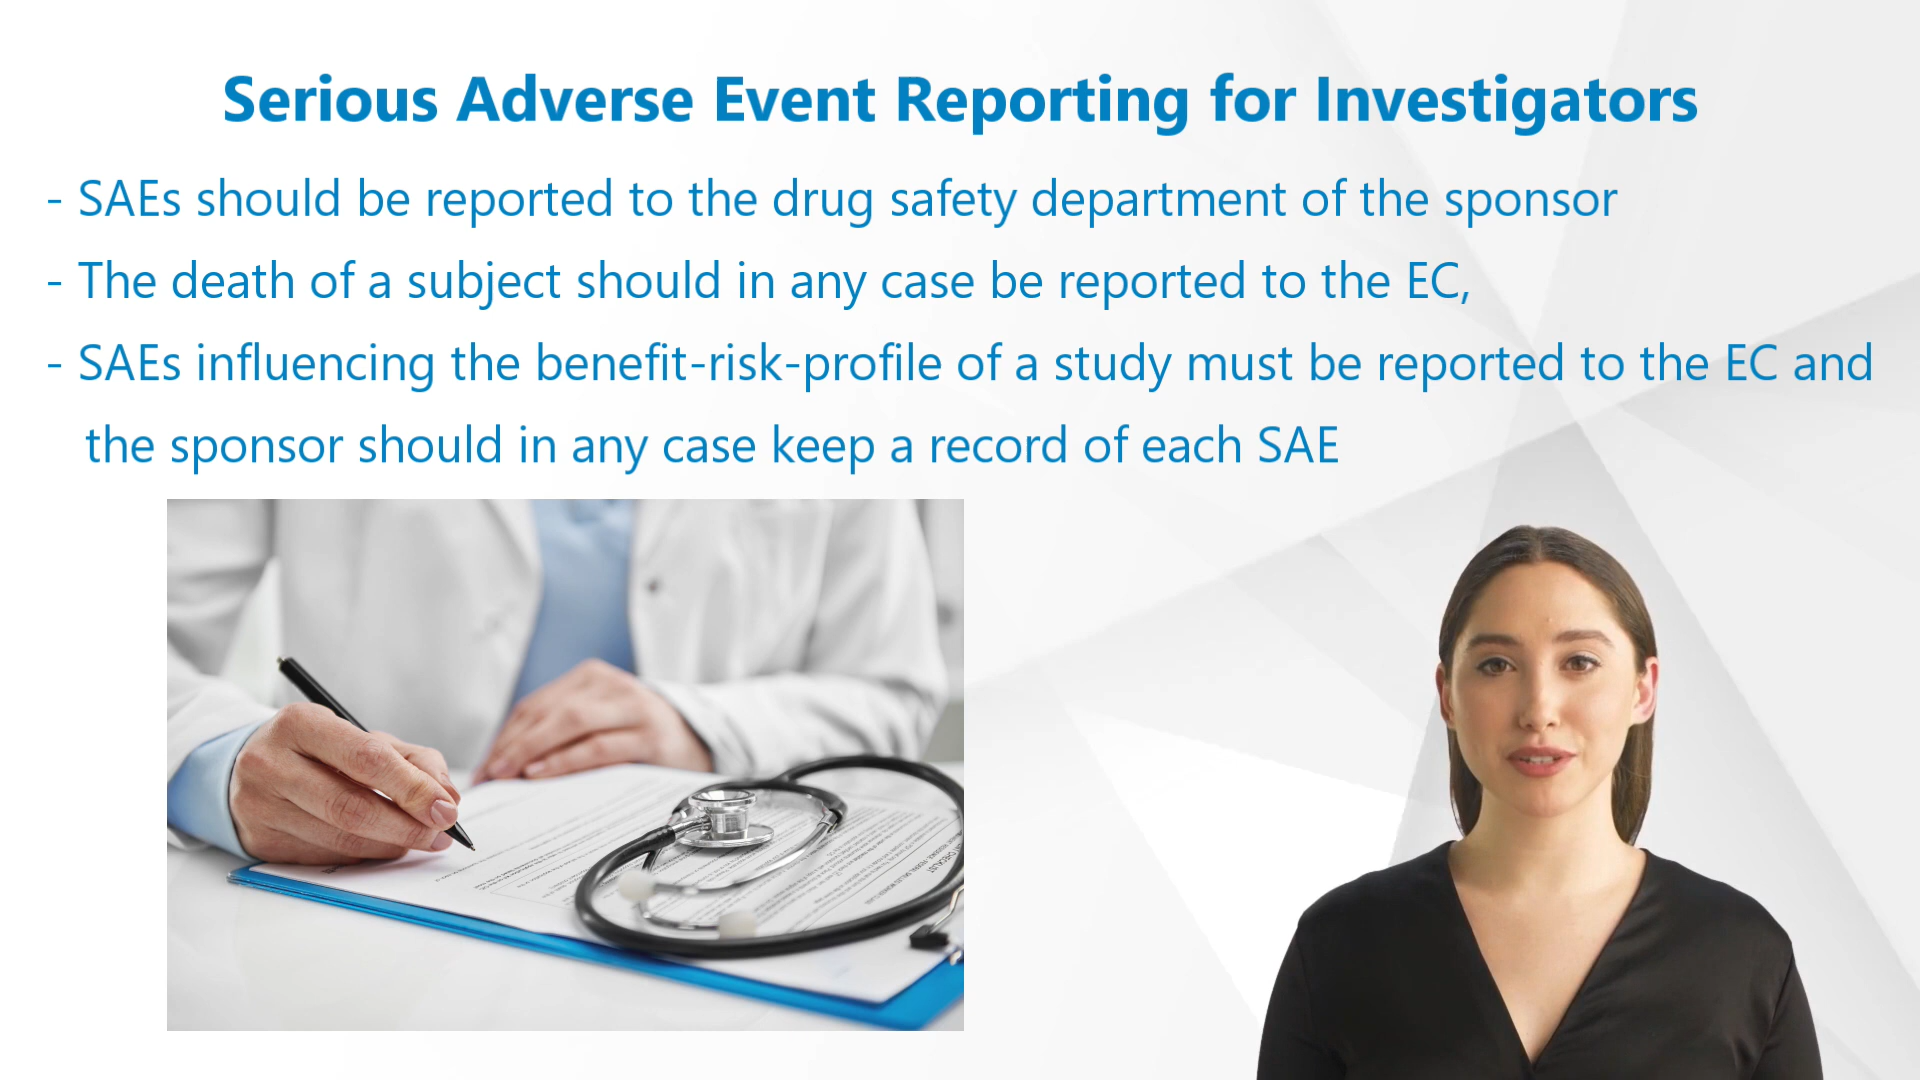 Serious Adverse Event Reporting for Investigators
- SAEs should be reported to the drug safety department of the sponsor
- The death of a subject should in any case be reported to the EC,
- SAEs influencing the benefit-risk-profile of a study must be reported to the EC and
the sponsor should in any case keep a record of each SAE